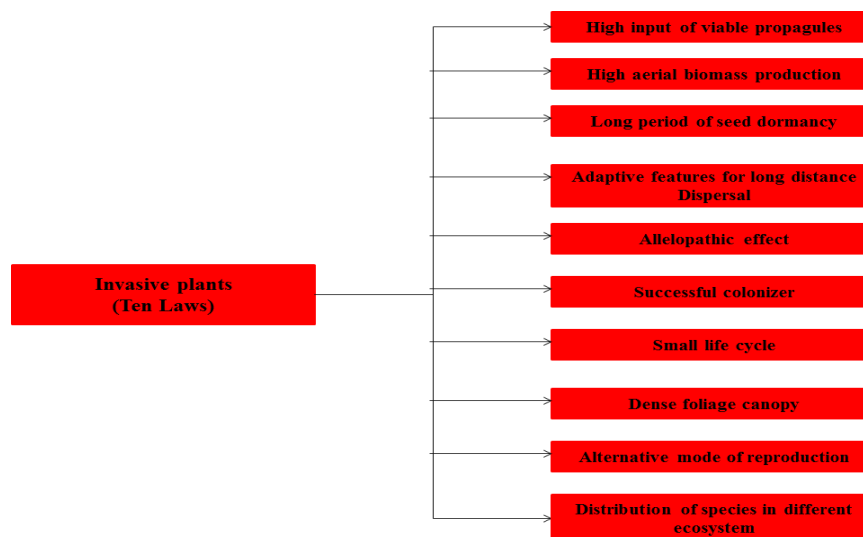 High input of viable propagules
High aerial biomass production
Long period of seed dormancy
Adaptive features for long distance
Dispersal
Allelopathic effect
Invasive plants
(Ten Laws)
Successful colonizer
Small life cycle
Dense foliage canopy
Alternative mode of reproduction
Distribution of species in different
ecosystem